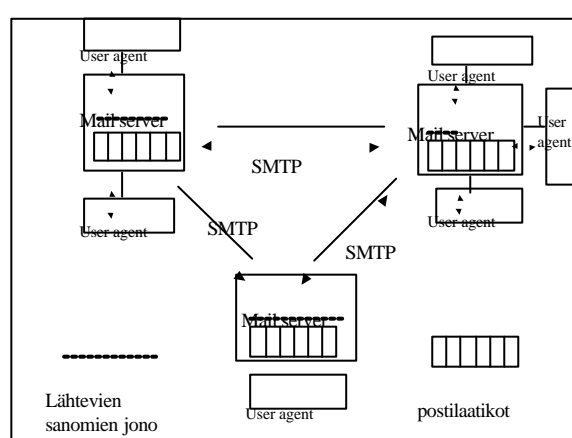 User agent
User agent
Mail server
Mail server
User
agent
SMTP
User agent
User agent
SMTP
SMTP
Mail server
Lähtevien
sanomien jono
User agent
postilaatikot